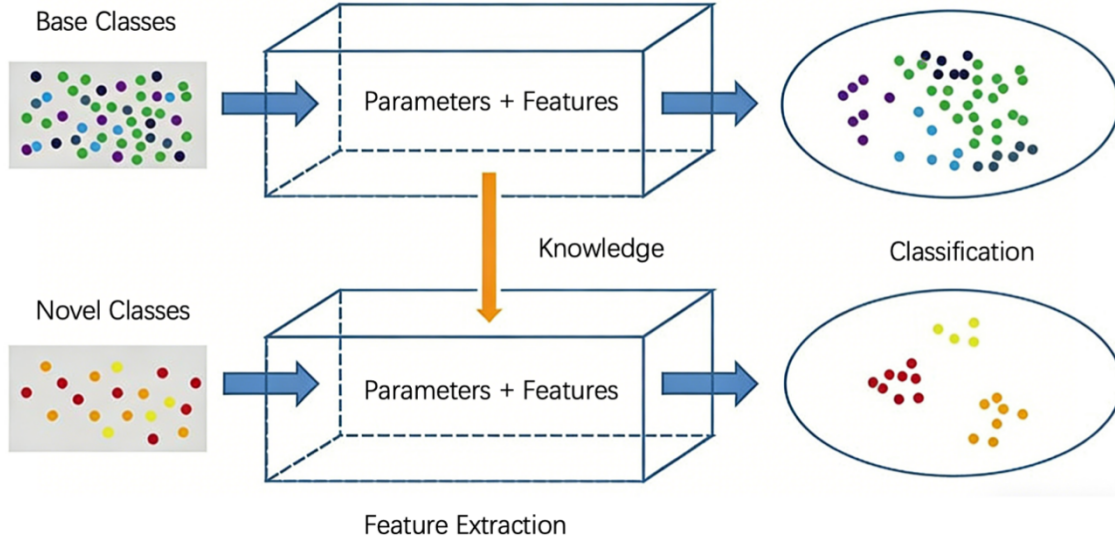 Base Classes
Parameters + Features
Knowledge
Classification
Novel Classes
Parameters + Features
Feature Extraction